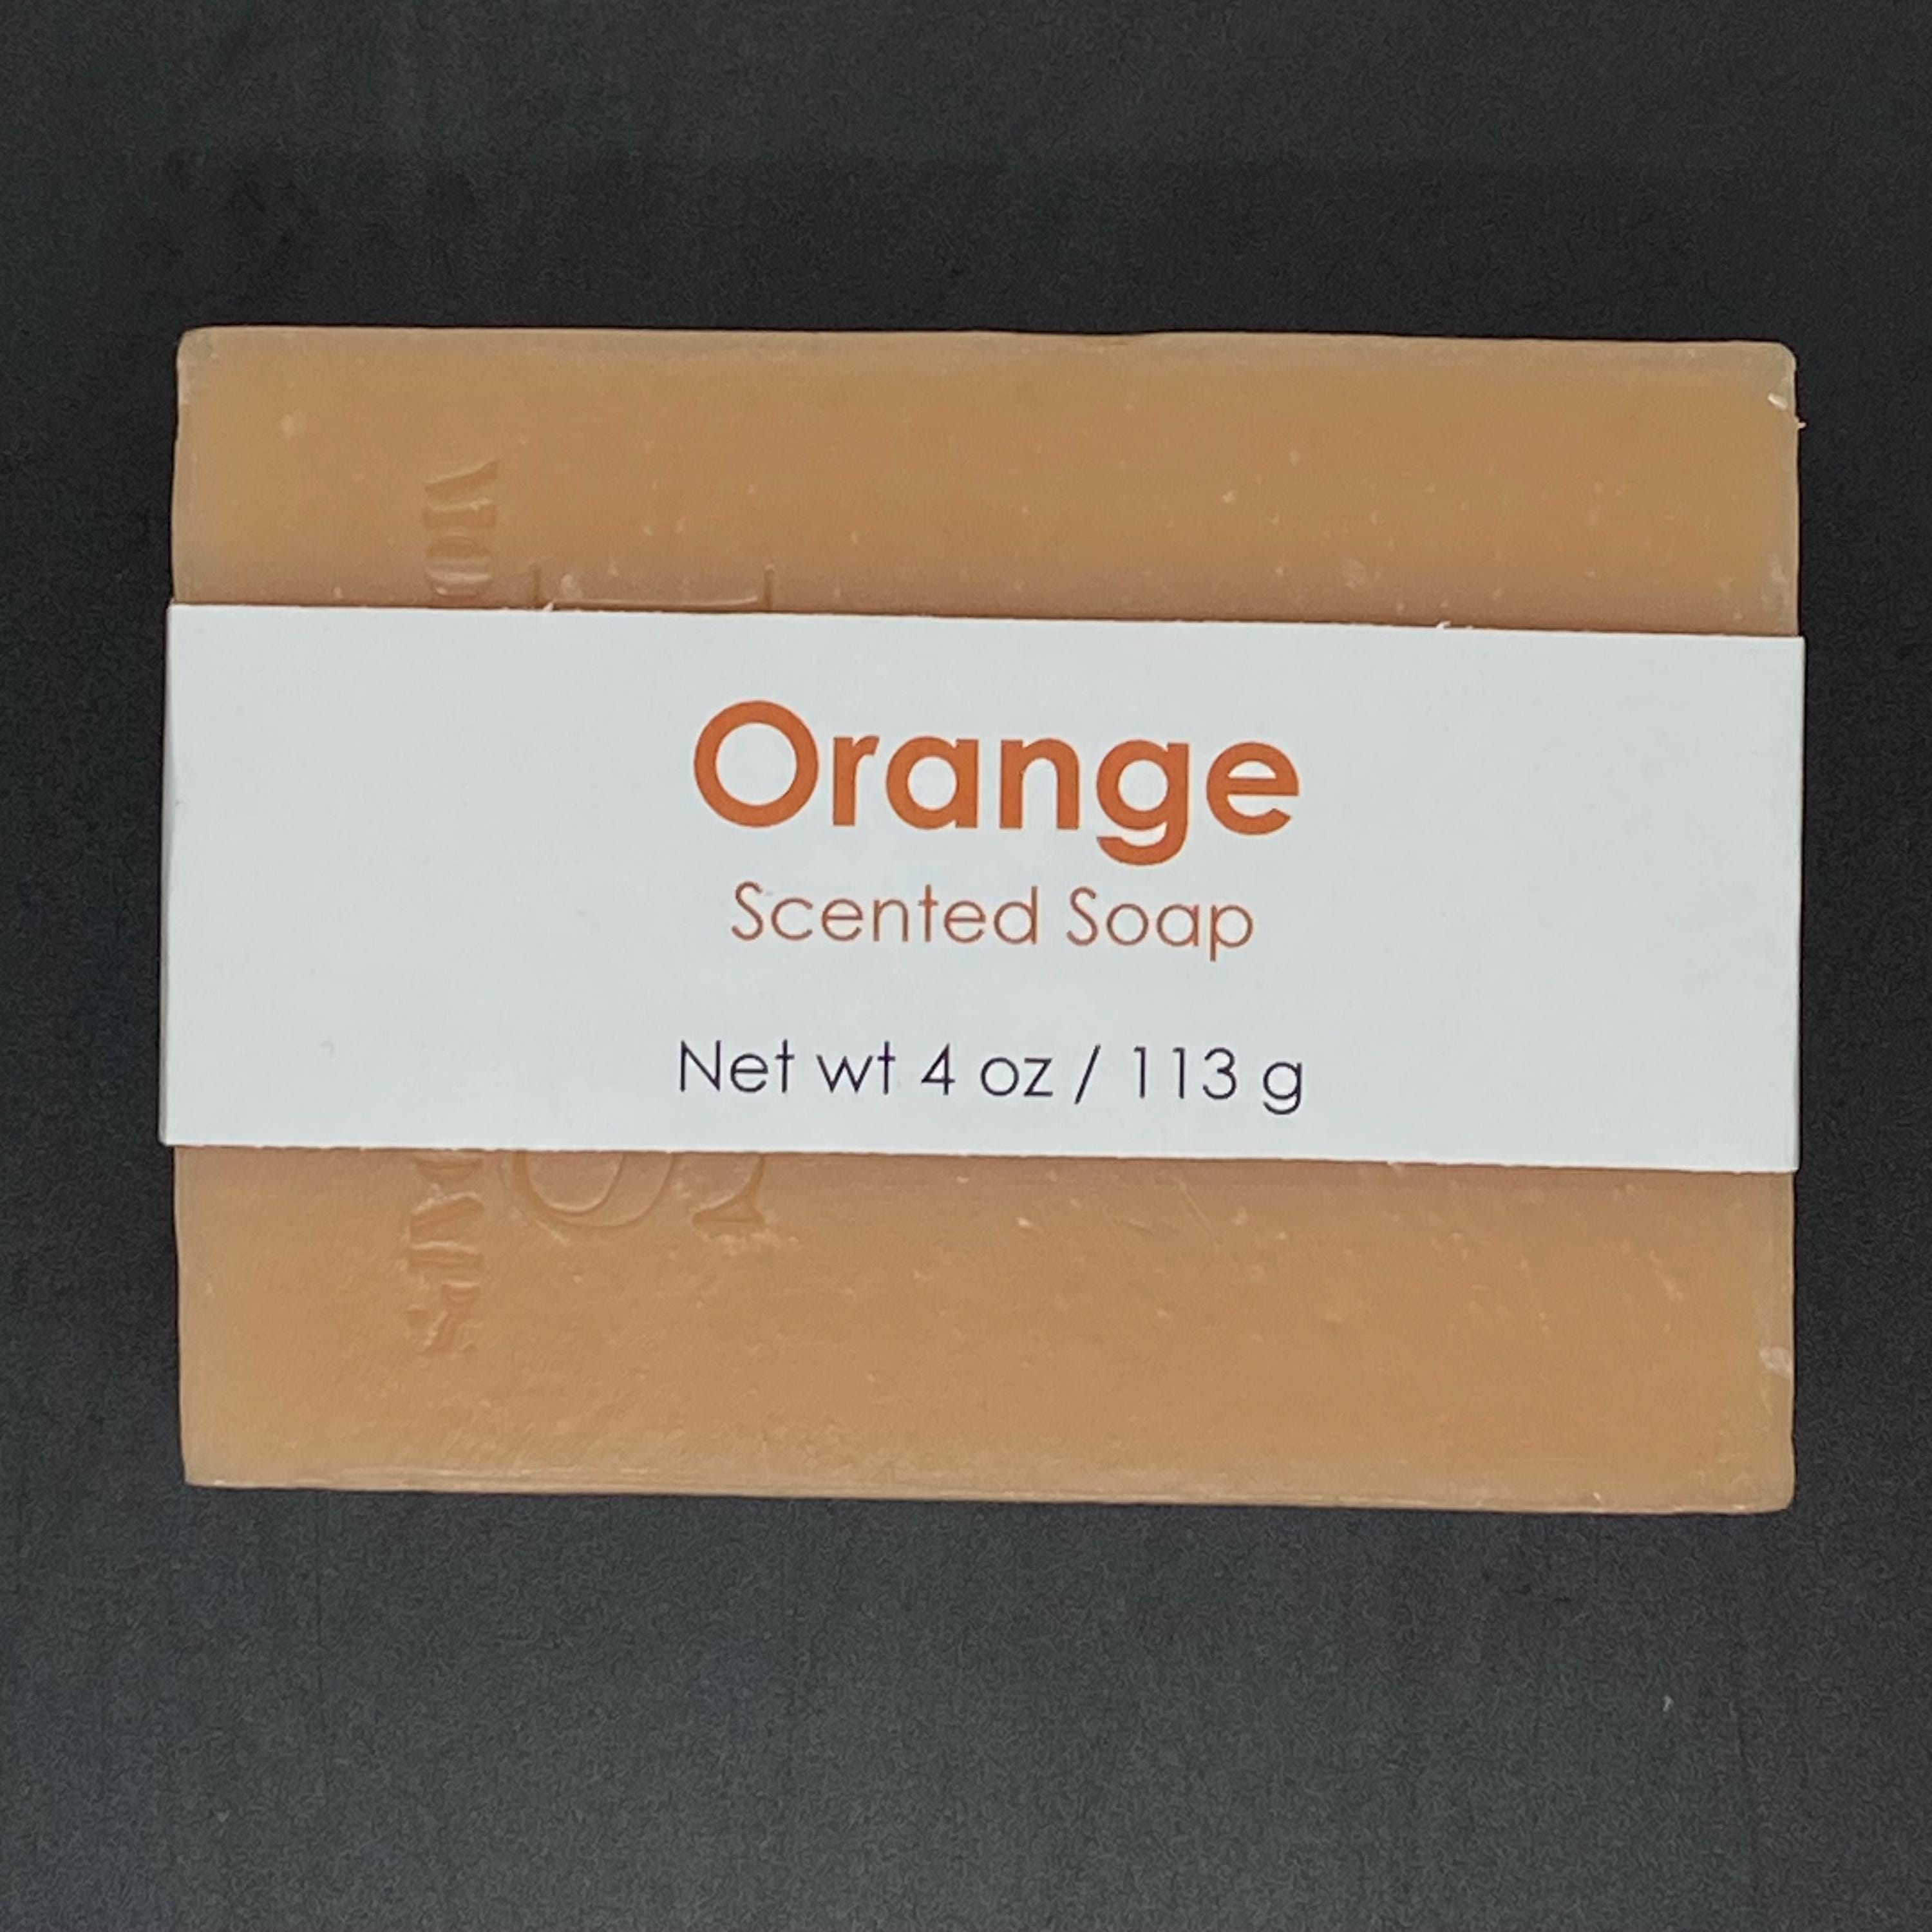 Orange
Scented Soap
Net wt 4 oz / 113 g